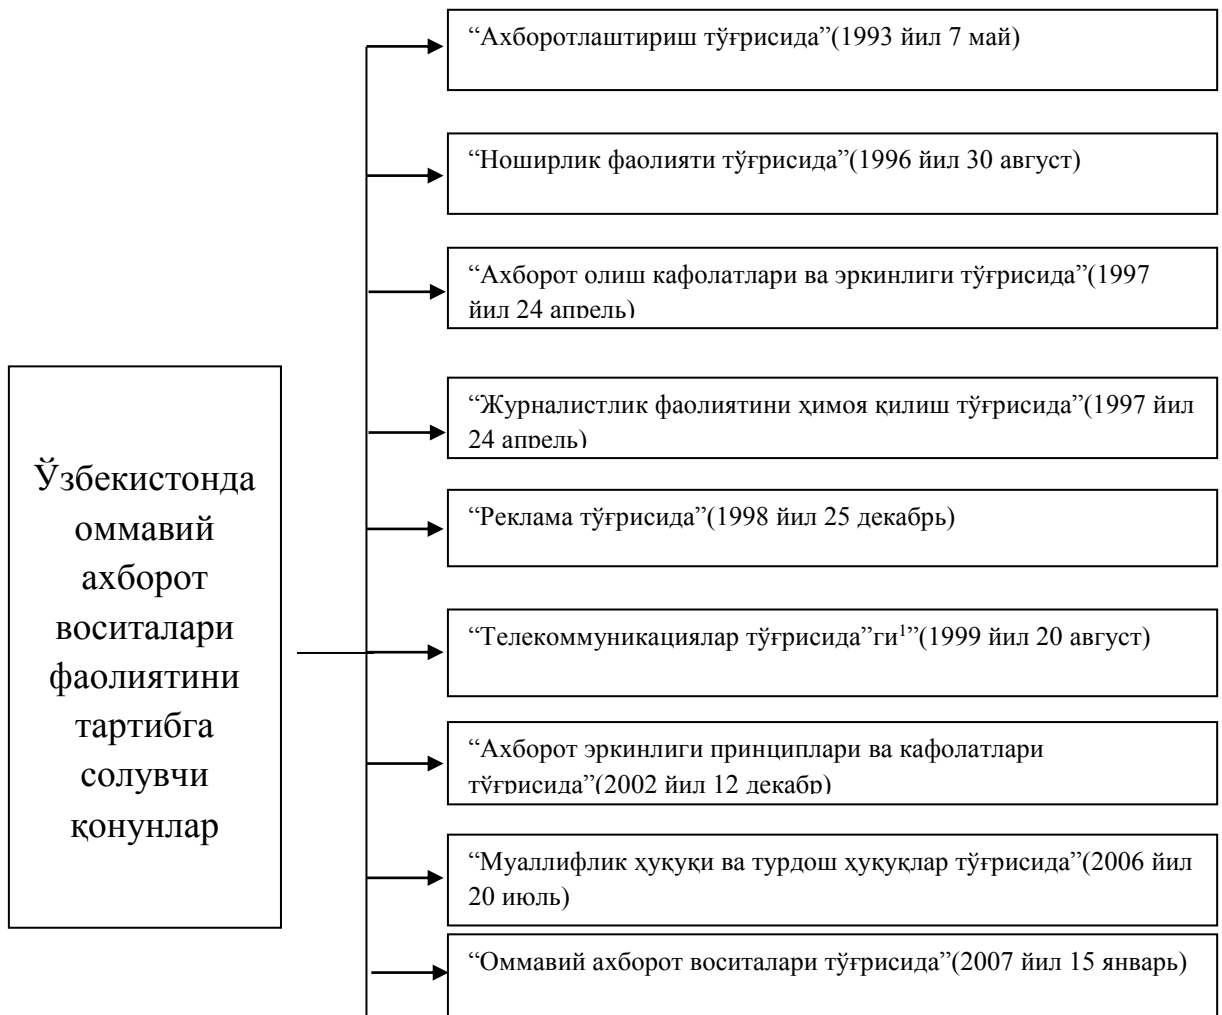 “Ахборотлаштириш тўғрисида”(1993 йил 7 май)
“Ноширлик фаолияти тўғрисида”(1996 йил 30 август)
“Ахборот олиш кафолатлари ва эркинлиги тўғрисида”(1997
йил 24 апрель)
“Журналистлик фаолиятини ҳимоя қилиш тўғрисида”(1997 йил
24 апрель)
“Реклама тўғрисида”(1998 йил 25 декабрь)
“Телекоммуникациялар тўғрисида”ги¹”(1999 йил 20 август)
“Ахборот эркинлиги принциплари ва кафолатлари
тўғрисида”(2002 йил 12 декабр)
“Муаллифлик ҳуқуқи ва турдош ҳуқуқлар тўғрисида”(2006 йил
20 июль)
“Оммавий ахборот воситалари тўғрисида”(2007 йил 15 январь)
Ўзбекистонда
оммавий
ахборот
воситалари
фаолиятини
тартибга
солувчи
қонунлар